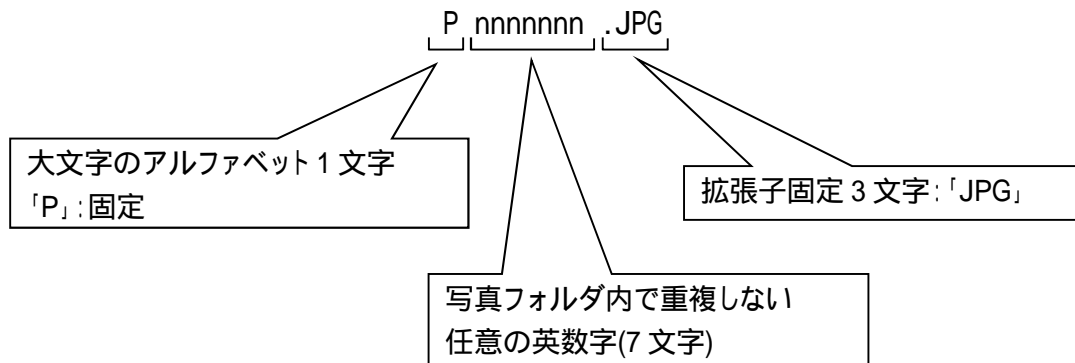 P nnnnnnn .JPG
大文字のアルファベット 1 文字
「P」:固定
拡張子固定 3 文字:「JPG」
写真フォルダ内で重複しない
任意の英数字(7 文字)